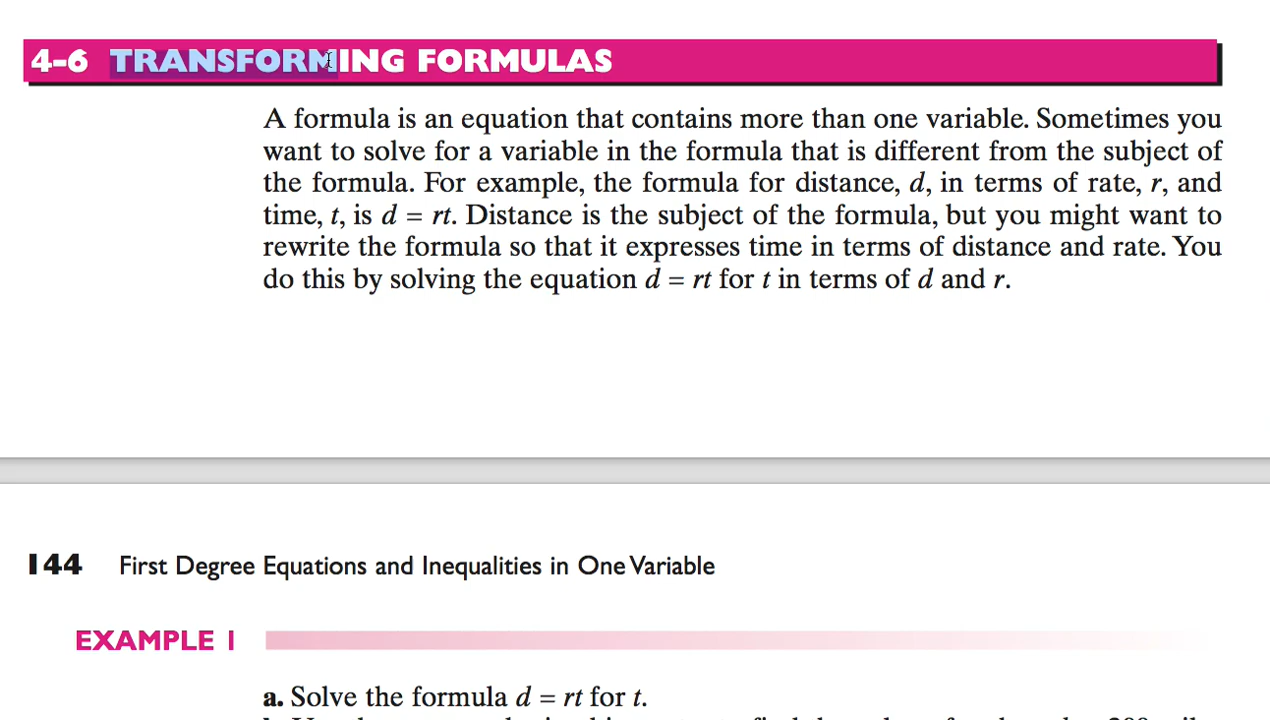 4–6 TRANSFORMING FORMULAS
A formula is an equation that contains more than one variable. Sometimes you
want to solve for a variable in the formula that is different from the subject of
the formula. For example, the formula for distance, d, in terms of rate, r, and
time, t, is d = rt. Distance is the subject of the formula, but you might want to
rewrite the formula so that it expresses time in terms of distance and rate. You
do this by solving the equation d = rt for t in terms of d and r.
144 First Degree Equations and Inequalities in One Variable
EXAMPLE 1
a. Solve the formula d = rt for t.